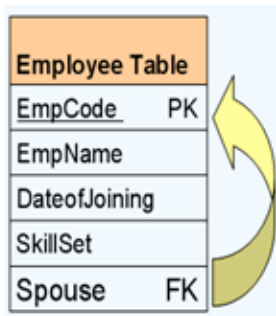 Employee Table
EmpCode PK
EmpName
DateofJoining
SkillSet
Spouse FK